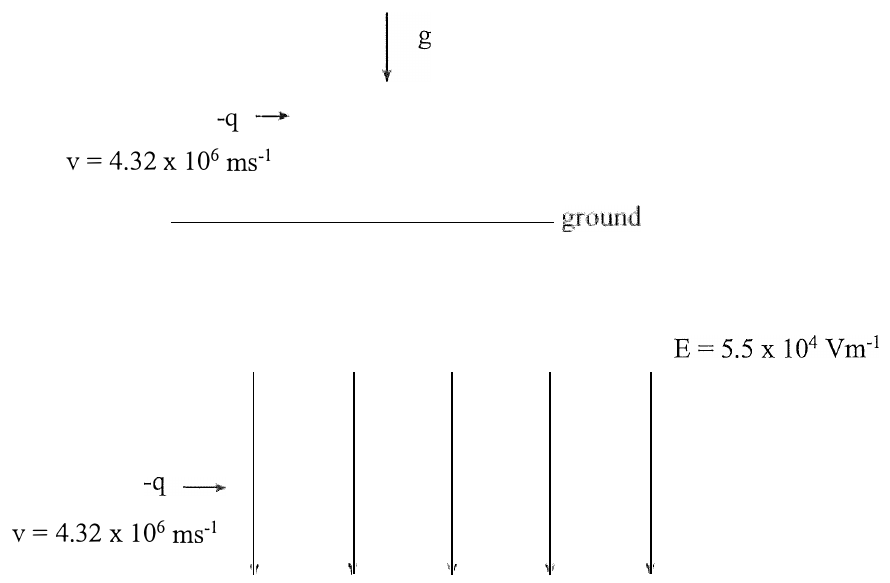 g
-q
v = 4.32 x 10⁶ ms⁻¹
ground
E = 5.5 x 10⁴ Vm⁻¹
-q
v = 4.32 x 10⁶ ms⁻¹